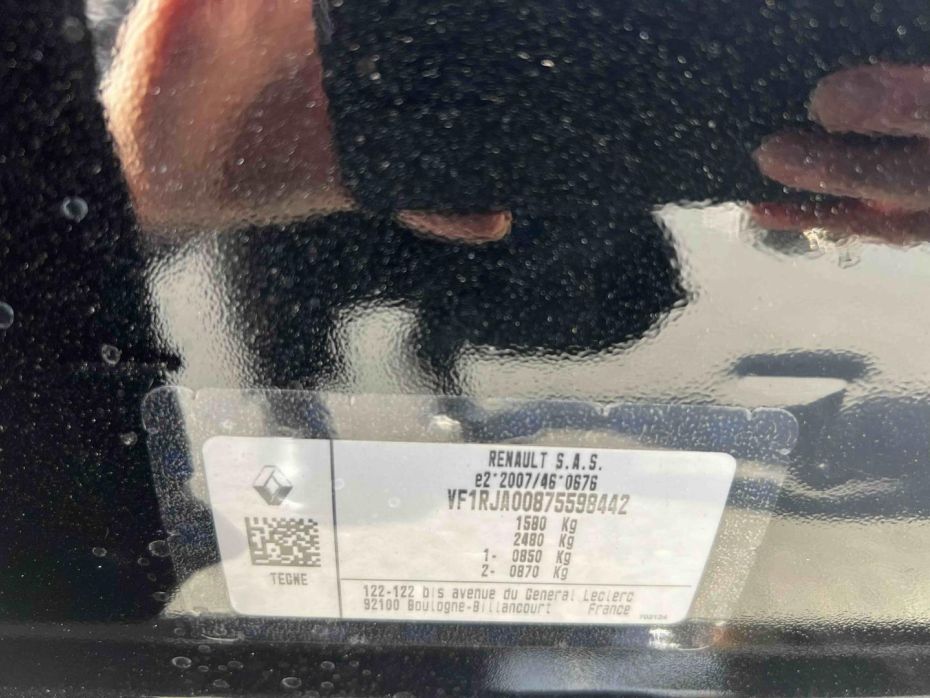 RENAULT S.A.S.
e2*2007/46*0676
VF1RJA00875598442
1580 Kg
2480 Kg
1- 0850 Kg
2- 0870 Kg
TEGNE
122-122 bis avenue du General Leclerc
92100 Boulogne-Billancourt France